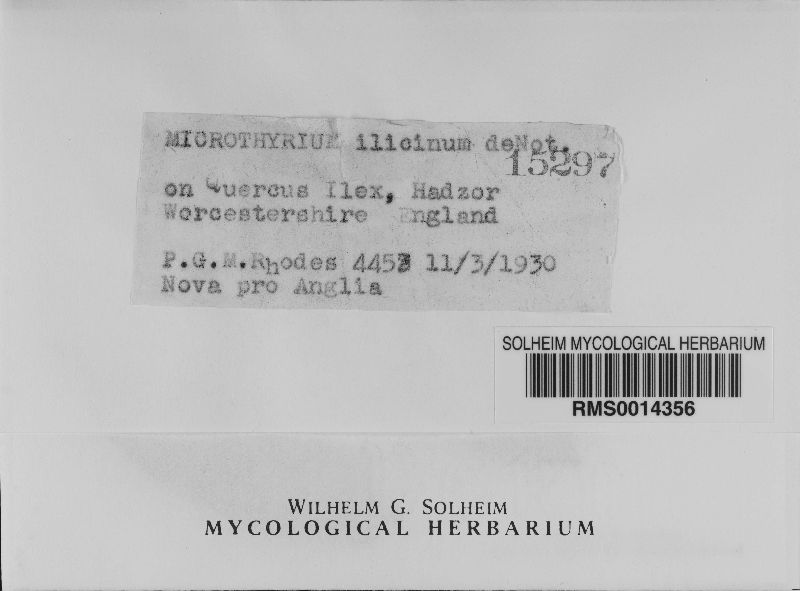 MICROTHYRIUM ilicinum deNot.
15297
on Quercus Ilex, Hadzor
Worcestershire England
P.G.M.Rhodes 4453 11/3/1930
Nova pro Anglia
SOLHEIM MYCOLOGICAL HERBARIUM
RMS0014356
WILHELM G. SOLHEIM
MYCOLOGICAL HERBARIUM